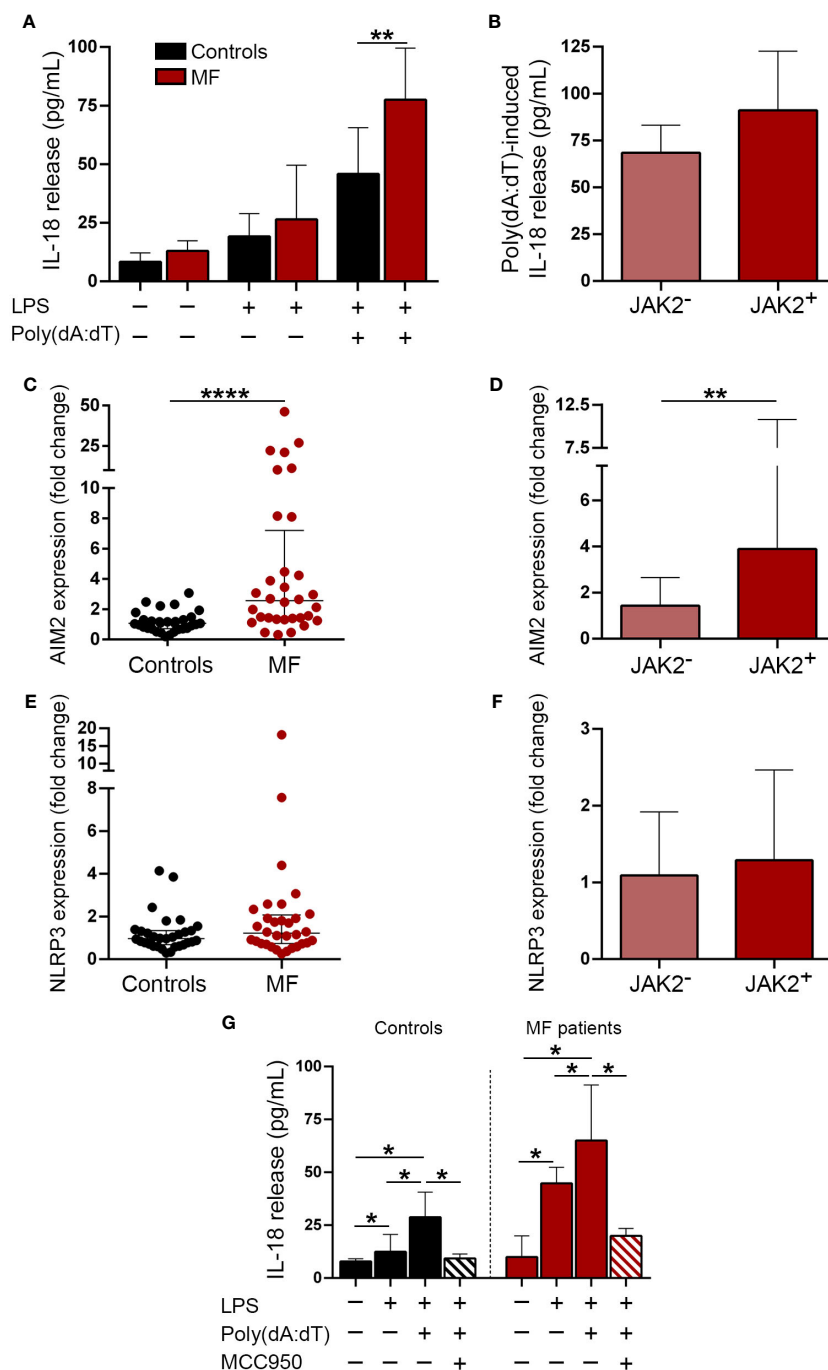 A
Controls
MF
**
IL-18 release (pg/mL)
100
75
50
25
0
LPS − − + + + +
Poly(dA:dT) − − − − + +
B
Poly(dA:dT)-induced
IL-18 release (pg/mL)
125
100
75
50
25
0
JAK2- JAK2+
C
****
AIM2 expression (fold change)
50
25
10
8
6
4
2
0
Controls MF
D
**
AIM2 expression (fold change)
12.5
7.5
6
4
2
0
JAK2- JAK2+
E
NLRP3 expression (fold change)
20
15
10
8
6
4
2
0
Controls MF
F
NLRP3 expression (fold change)
3
2
1
0
JAK2- JAK2+
G
Controls MF patients
IL-18 release (pg/mL)
100
75
50
25
0
* * * * * * * *
LPS − + + + − + + +
Poly(dA:dT) − − + + − − + +
MCC950 − − − + − − − +